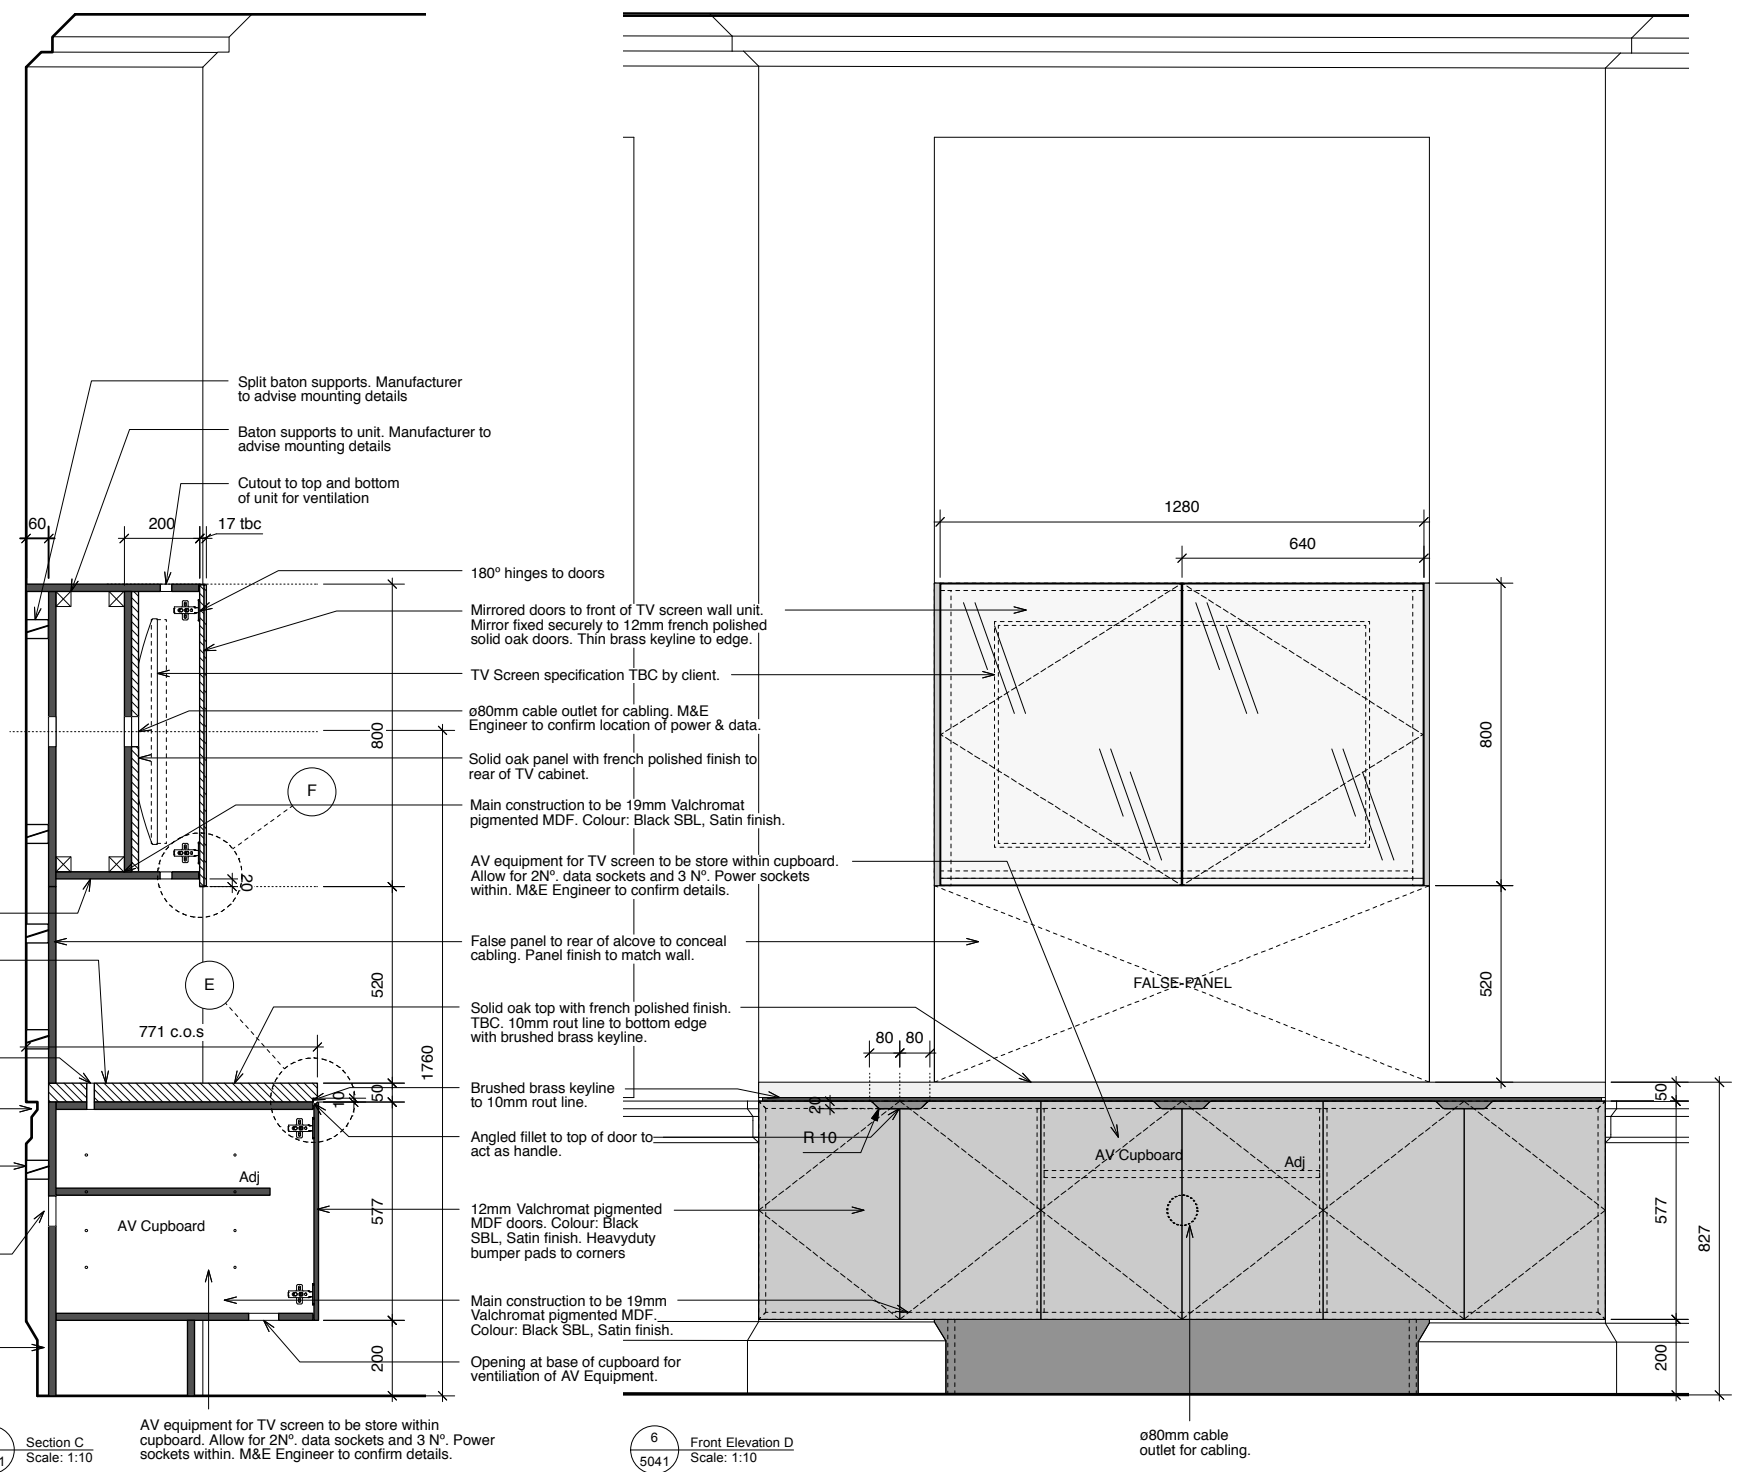 Split baton supports. Manufacturer
to advise mounting details
Baton supports to unit. Manufacturer to
advise mounting details
Cutout to top and bottom
of unit for ventilation
60
200
17 tbc
180º hinges to doors
Mirrored doors to front of TV screen wall unit.
Mirror fixed securely to 12mm french polished
solid oak doors. Thin brass keyline to edge.
TV Screen specification TBC by client.
ø80mm cable outlet for cabling. M&E
Engineer to confirm location of power & data.
800
Solid oak panel with french polished finish to
rear of TV cabinet.
F
Main construction to be 19mm Valchromat
pigmented MDF. Colour: Black SBL, Satin finish.
AV equipment for TV screen to be store within cupboard.
Allow for 2Nº. data sockets and 3 Nº. Power sockets
within. M&E Engineer to confirm details.
20
False panel to rear of alcove to conceal
cabling. Panel finish to match wall.
E
520
Solid oak top with french polished finish.
TBC. 10mm rout line to bottom edge
with brushed brass keyline.
771 c.o.s
1760
Brushed brass keyline
to 10mm rout line.
50
10
Angled fillet to top of door to
act as handle.
Adj
AV Cupboard
577
12mm Valchromat pigmented
MDF doors. Colour: Black
SBL, Satin finish. Heavyduty
bumper pads to corners
Main construction to be 19mm
Valchromat pigmented MDF.
Colour: Black SBL, Satin finish.
200
Opening at base of cupboard for
ventiliation of AV Equipment.
AV equipment for TV screen to be store within
cupboard. Allow for 2Nº. data sockets and 3 Nº. Power
sockets within. M&E Engineer to confirm details.
1
Section C
Scale: 1:10
1280
640
800
FALSE-PANEL
520
80
80
50
20
R 10
AV Cupboard
Adj
577
827
200
ø80mm cable
outlet for cabling.
6
5041
Front Elevation D
Scale: 1:10